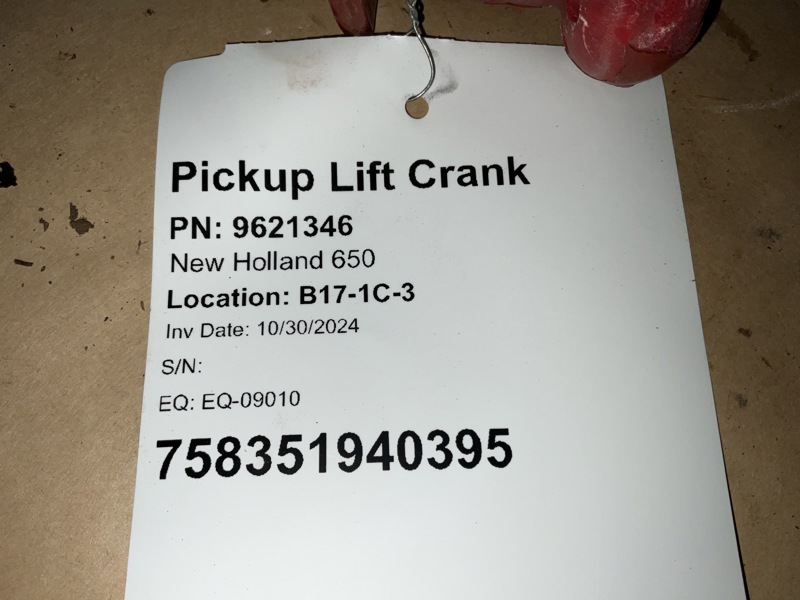 Pickup Lift Crank
PN: 9621346
New Holland 650
Location: B17-1C-3
Inv Date: 10/30/2024
S/N:
EQ: EQ-09010
758351940395